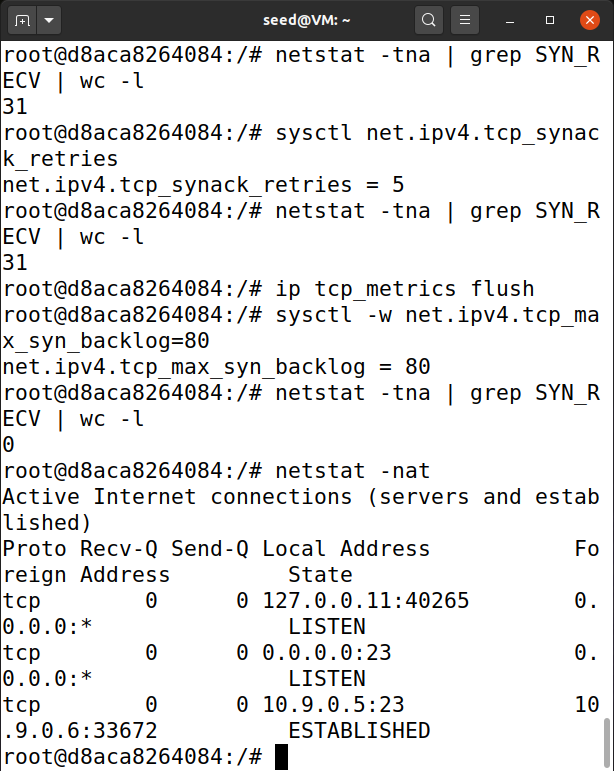 seed@VM: ~
root@d8aca8264084:/# netstat -tna | grep SYN_R
ECV | wc -l
31
root@d8aca8264084:/# sysctl net.ipv4.tcp_synac
k_retries
net.ipv4.tcp_synack_retries = 5
root@d8aca8264084:/# netstat -tna | grep SYN_R
ECV | wc -l
31
root@d8aca8264084:/# ip tcp_metrics flush
root@d8aca8264084:/# sysctl -w net.ipv4.tcp_ma
x_syn_backlog=80
net.ipv4.tcp_max_syn_backlog = 80
root@d8aca8264084:/# netstat -tna | grep SYN_R
ECV | wc -l
0
root@d8aca8264084:/# netstat -nat
Active Internet connections (servers and estab
lished)
Proto Recv-Q Send-Q Local Address           Fo
reign Address         State
tcp        0      0 127.0.0.11:40265        0.
0.0.0:*               LISTEN
tcp        0      0 0.0.0.0:23              0.
0.0.0:*               LISTEN
tcp        0      0 10.9.0.5:23             10
.9.0.6:33672          ESTABLISHED
root@d8aca8264084:/#